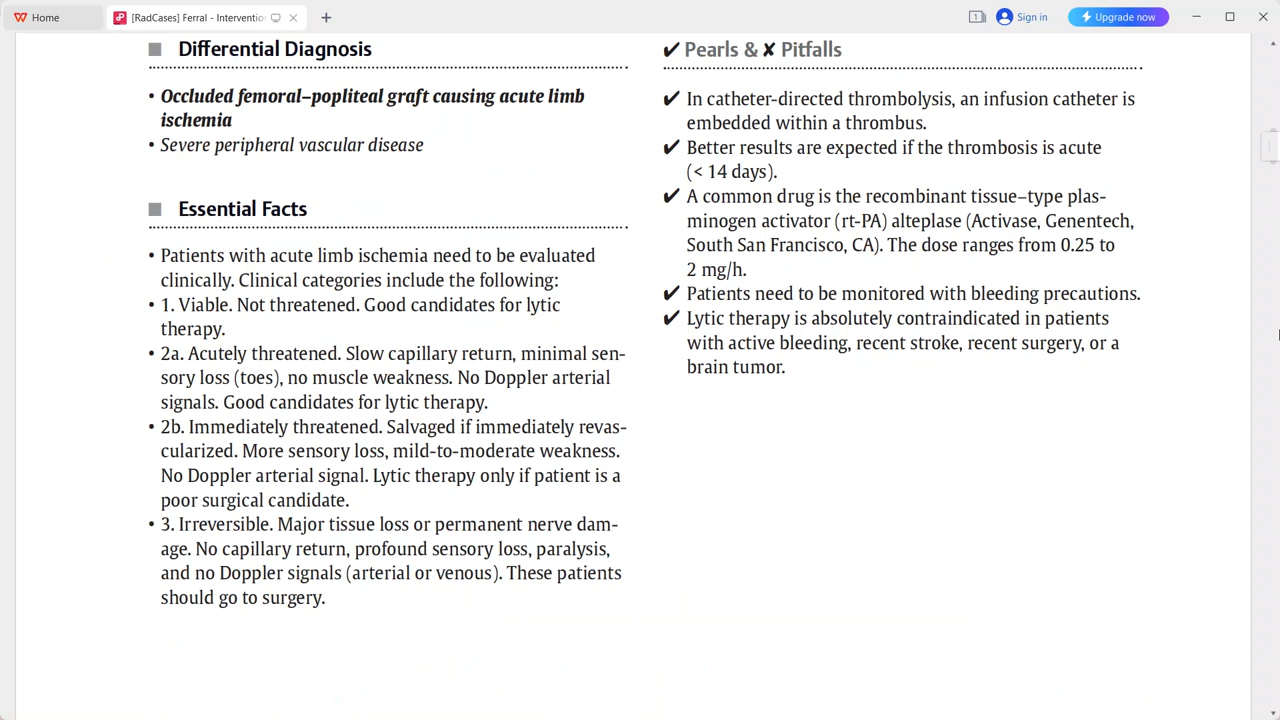 Home
[RadCases] Ferral - Interventio
1
Sign in
Upgrade now
Differential Diagnosis
• Occluded femoral–popliteal graft causing acute limb
ischemia
• Severe peripheral vascular disease
Essential Facts
• Patients with acute limb ischemia need to be evaluated
clinically. Clinical categories include the following:
• 1. Viable. Not threatened. Good candidates for lytic
therapy.
• 2a. Acutely threatened. Slow capillary return, minimal sen-
sory loss (toes), no muscle weakness. No Doppler arterial
signals. Good candidates for lytic therapy.
• 2b. Immediately threatened. Salvaged if immediately revas-
cularized. More sensory loss, mild-to-moderate weakness.
No Doppler arterial signal. Lytic therapy only if patient is a
poor surgical candidate.
• 3. Irreversible. Major tissue loss or permanent nerve dam-
age. No capillary return, profound sensory loss, paralysis,
and no Doppler signals (arterial or venous). These patients
should go to surgery.
✔ Pearls & ✘ Pitfalls
✔ In catheter-directed thrombolysis, an infusion catheter is
embedded within a thrombus.
✔ Better results are expected if the thrombosis is acute
(< 14 days).
✔ A common drug is the recombinant tissue–type plas-
minogen activator (rt-PA) alteplase (Activase, Genentech,
South San Francisco, CA). The dose ranges from 0.25 to
2 mg/h.
✔ Patients need to be monitored with bleeding precautions.
✔ Lytic therapy is absolutely contraindicated in patients
with active bleeding, recent stroke, recent surgery, or a
brain tumor.